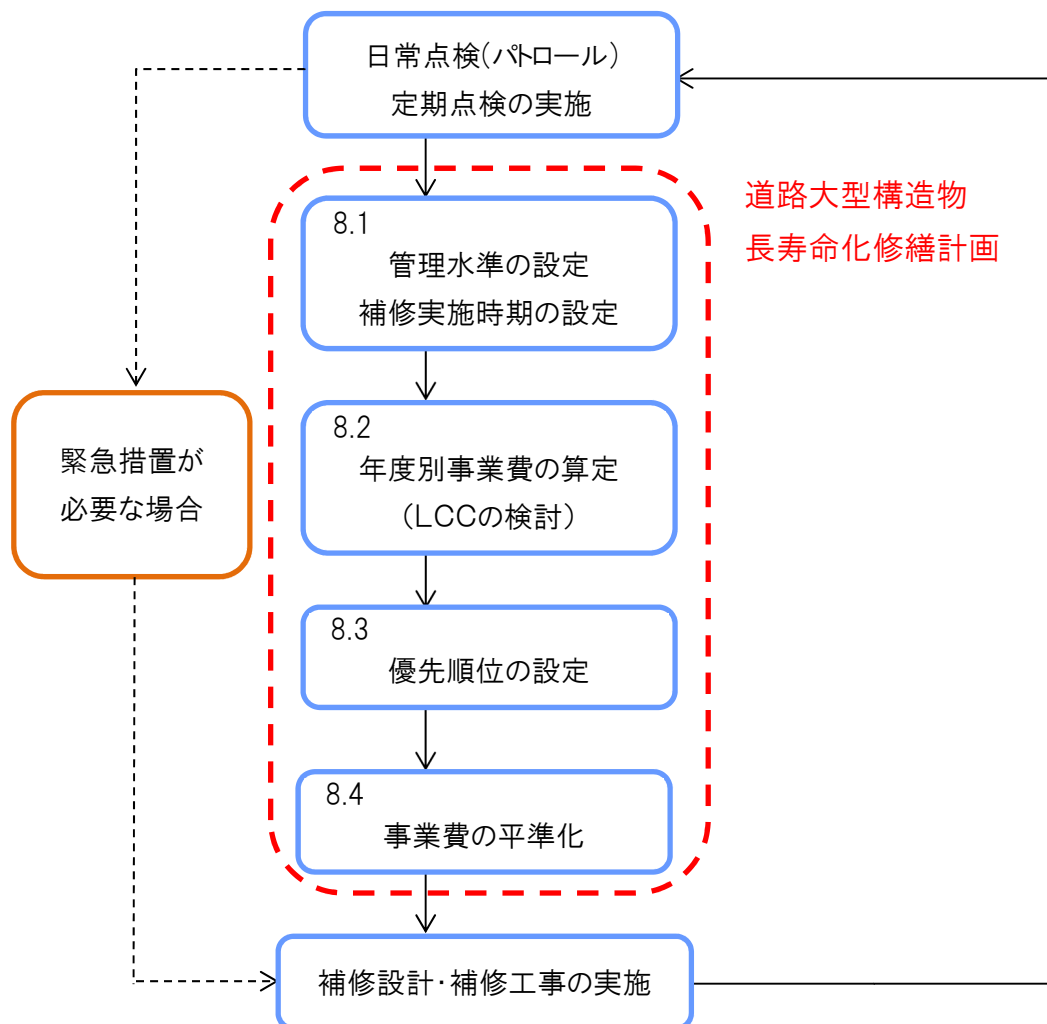 日常点検(パトロール)
定期点検の実施
道路大型構造物
長寿命化修繕計画
8.1
管理水準の設定
補修実施時期の設定
8.2
年度別事業費の算定
(LCCの検討)
緊急措置が
必要な場合
8.3
優先順位の設定
8.4
事業費の平準化
補修設計・補修工事の実施